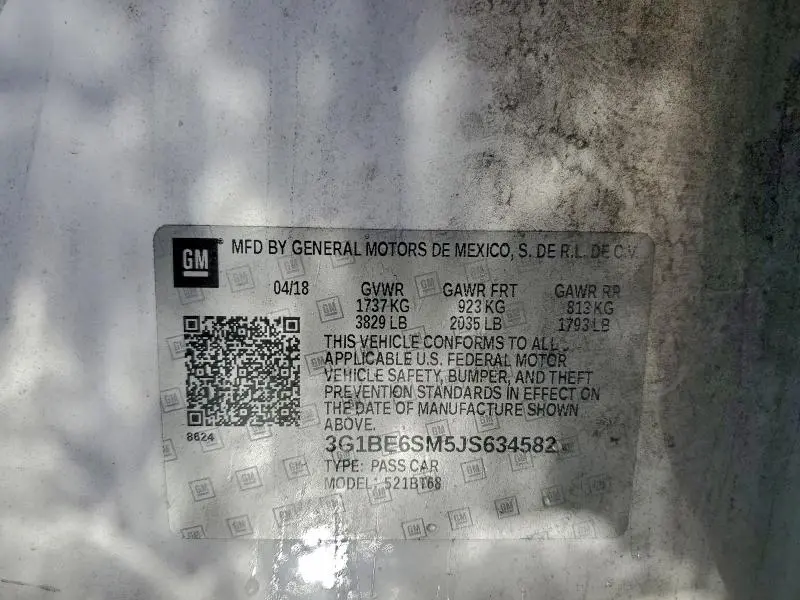 GM® MFD BY GENERAL MOTORS DE MEXICO, S. DE R.L. DE C.V.
04/18 GVWR GAWR FRT GAWR RR
1737 KG 923 KG 813 KG
3829 LB 2035 LB 1793 LB
THIS VEHICLE CONFORMS TO ALL
APPLICABLE U.S. FEDERAL MOTOR
VEHICLE SAFETY, BUMPER, AND THEFT
PREVENTION STANDARDS IN EFFECT ON
THE DATE OF MANUFACTURE SHOWN
ABOVE.
8624
3G1BE6SM5JS634582
TYPE: PASS CAR
MODEL: 521BT68